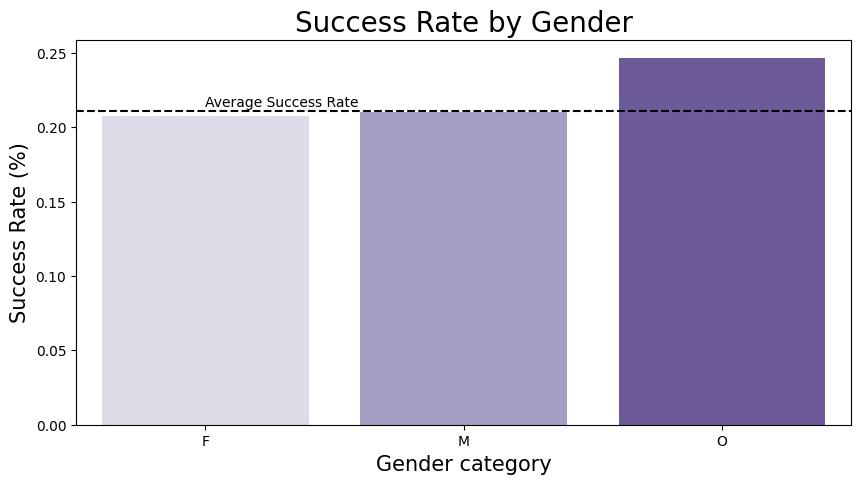 Success Rate by Gender
Success Rate (%)
0.25
0.20
0.15
0.10
0.05
0.00
Average Success Rate
F
M
O
Gender category